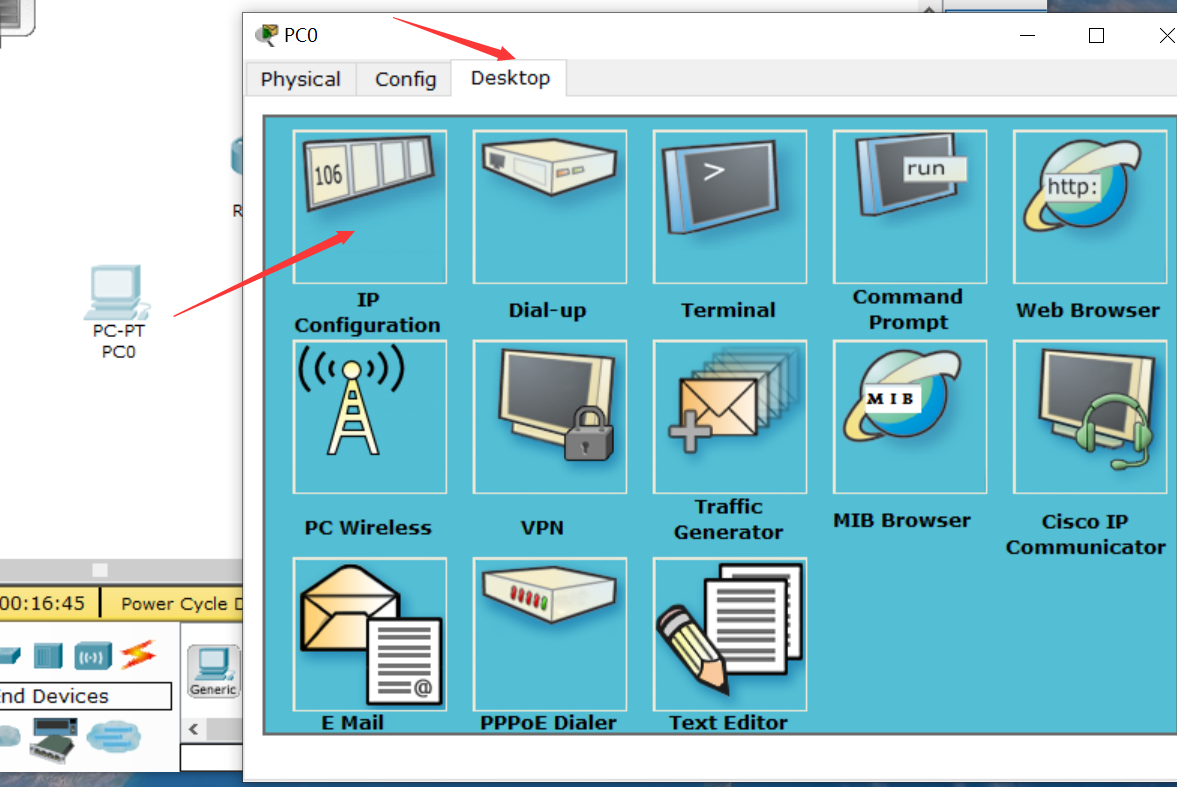 PC0
Physical
Config
Desktop
106
>
run
http:
IP
Configuration
Dial-up
Terminal
Command
Prompt
Web Browser
R
PC-PT
PC0
MIB
PC Wireless
VPN
Traffic
Generator
MIB Browser
Cisco IP
Communicator
@
E Mail
PPPoE Dialer
Text Editor
00:16:45
Power Cycle D
End Devices
Generic